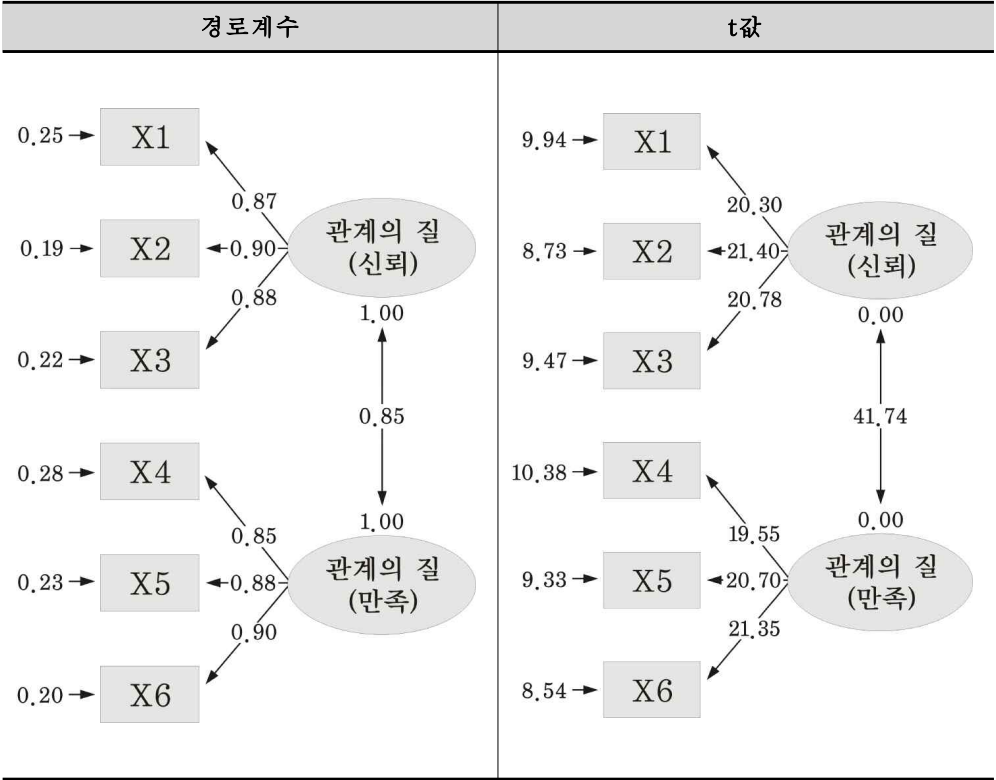 경로계수
t값
0.25
X1
0.87
0.19
X2
0.90
관계의 질
(신뢰)
0.88
1.00
0.22
X3
0.85
0.28
X4
1.00
0.85
0.23
X5
0.88
관계의 질
(만족)
0.90
0.20
X6
9.94
X1
20.30
8.73
X2
21.40
관계의 질
(신뢰)
20.78
0.00
9.47
X3
41.74
10.38
X4
0.00
19.55
9.33
X5
20.70
관계의 질
(만족)
21.35
8.54
X6